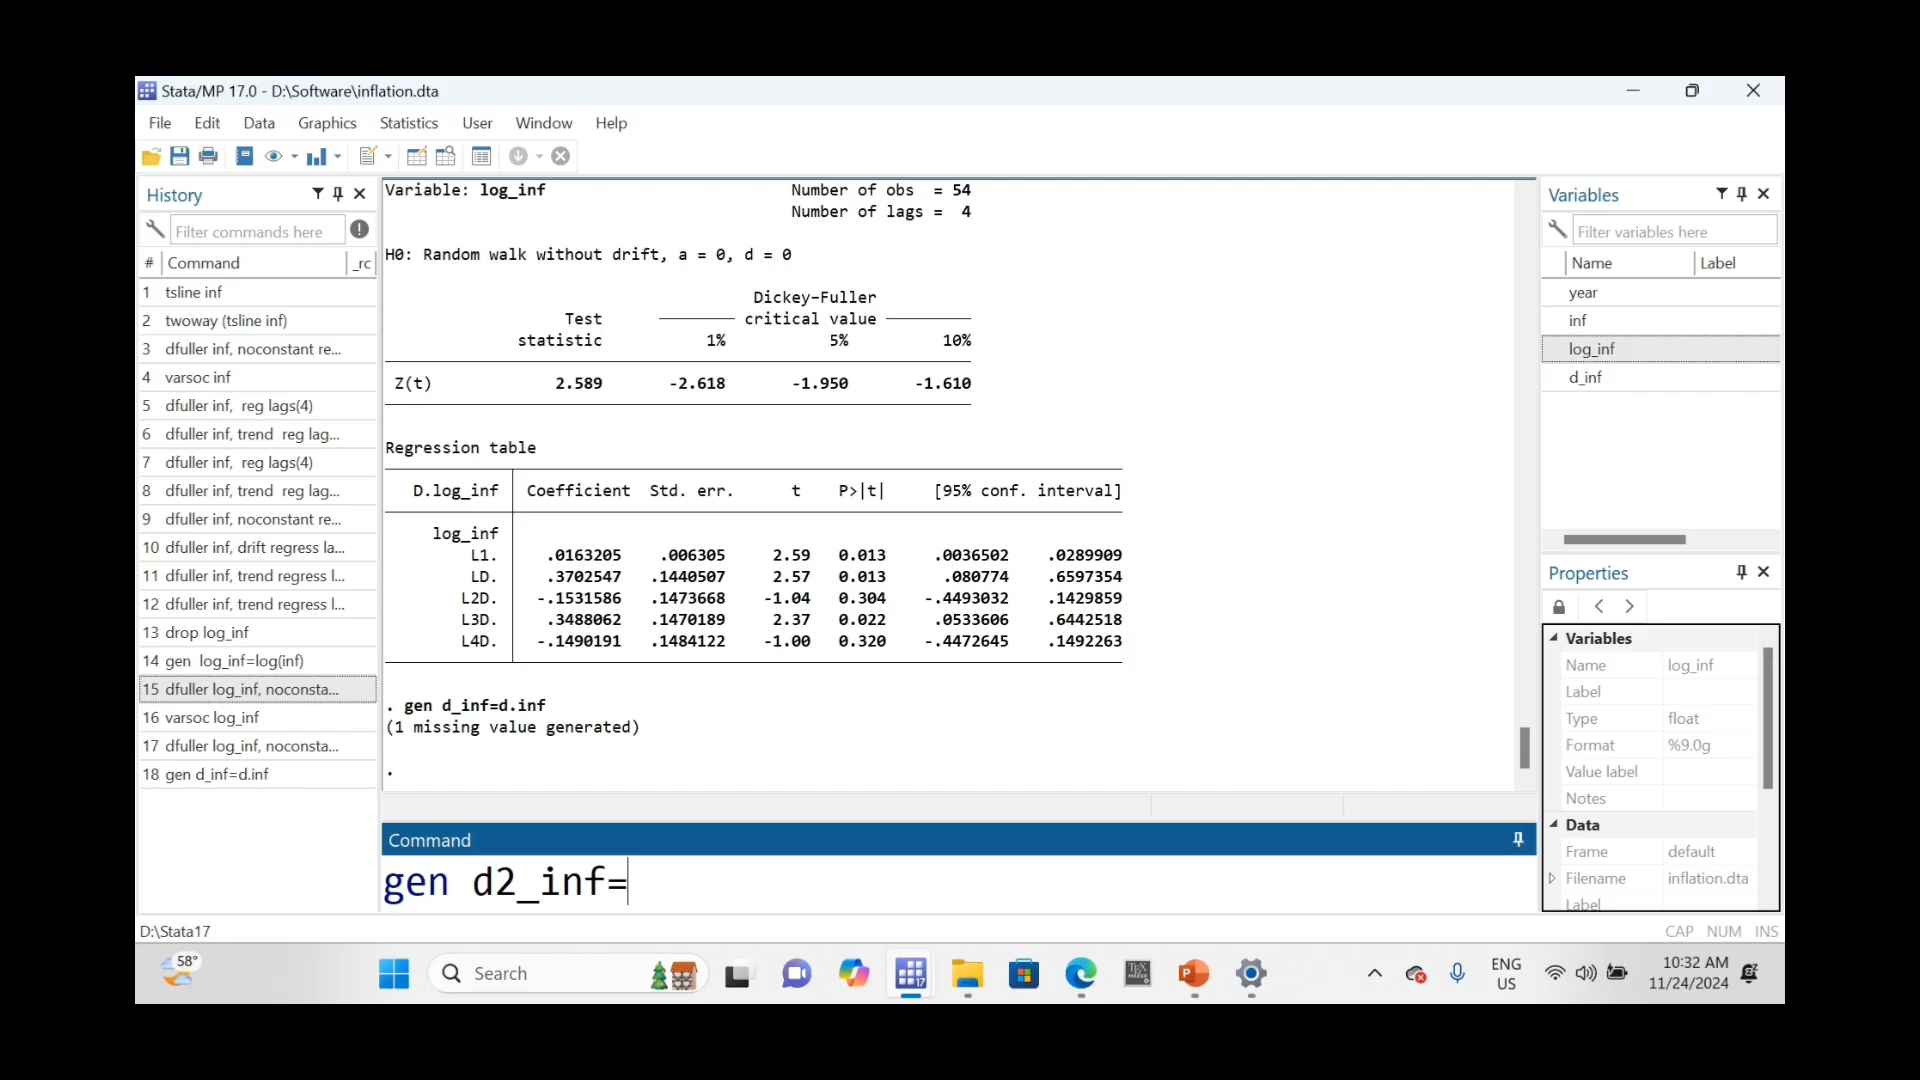 Stata/MP 17.0 - D:\Software\inflation.dta
File Edit Data Graphics Statistics User Window Help
History
Filter commands here
# Command _rc
1 tsline inf
2 twoway (tsline inf)
3 dfuller inf, noconstant re...
4 varsoc inf
5 dfuller inf, reg lags(4)
6 dfuller inf, trend reg lag...
7 dfuller inf, reg lags(4)
8 dfuller inf, trend reg lag...
9 dfuller inf, noconstant re...
10 dfuller inf, drift regress la...
11 dfuller inf, trend regress l...
12 dfuller inf, trend regress l...
13 drop log_inf
14 gen log_inf=log(inf)
15 dfuller log_inf, noconsta...
16 varsoc log_inf
17 dfuller log_inf, noconsta...
18 gen d_inf=d.inf
Variable: log_inf Number of obs = 54
Number of lags = 4
H0: Random walk without drift, a = 0, d = 0
Dickey–Fuller
Test critical value
statistic 1% 5% 10%
Z(t) 2.589 -2.618 -1.950 -1.610
Regression table
D.log_inf Coefficient Std. err. t P>|t| [95% conf. interval]
log_inf
L1. .0163205 .006305 2.59 0.013 .0036502 .0289909
LD. .3702547 .1440507 2.57 0.013 .080774 .6597354
L2D. -.1531586 .1473668 -1.04 0.304 -.4493032 .1429859
L3D. .3488062 .1470189 2.37 0.022 .0533606 .6442518
L4D. -.1490191 .1484122 -1.00 0.320 -.4472645 .1492263
. gen d_inf=d.inf
(1 missing value generated)
.
Command
gen d2_inf=
Variables
Filter variables here
Name Label
year
inf
log_inf
d_inf
Properties
Variables
Name log_inf
Label
Type float
Format %9.0g
Value label
Notes
Data
Frame default
Filename inflation.dta
Label
D:\Stata17
CAP NUM INS
58°
Search
17
ENG
US
10:32 AM
11/24/2024